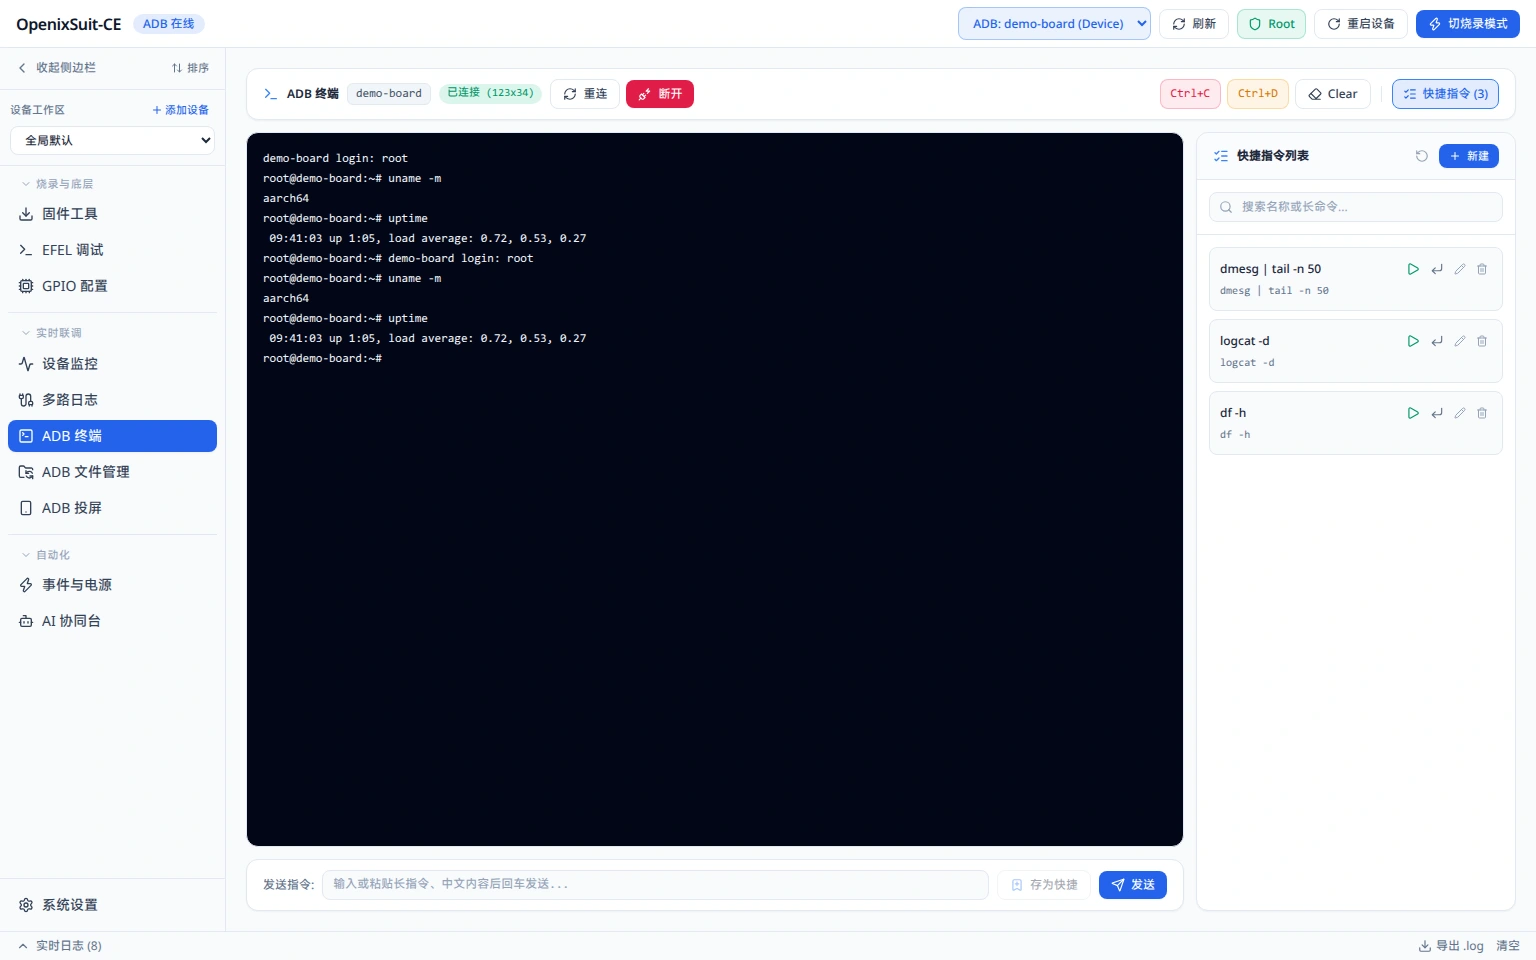 OpenixSuit-CE ADB 在线 ADB: demo-board (Device) 刷新 Root 重启设备 切烧录模式
收起侧边栏 排序
设备工作区 添加设备
全局默认
烧录与底层
固件工具
EFEL 调试
GPIO 配置
实时联调
设备监控
多路日志
ADB 终端
ADB 文件管理
ADB 投屏
自动化
事件与电源
AI 协同台
系统设置
ADB 终端 demo-board 已连接 (123x34) 重连 断开 Ctrl+C Ctrl+D Clear 快捷指令 (3)
demo-board login: root
root@demo-board:~# uname -m
aarch64
root@demo-board:~# uptime
09:41:03 up 1:05, load average: 0.72, 0.53, 0.27
root@demo-board:~# demo-board login: root
root@demo-board:~# uname -m
aarch64
root@demo-board:~# uptime
09:41:03 up 1:05, load average: 0.72, 0.53, 0.27
root@demo-board:~#
发送指令: 输入或粘贴长指令、中文内容后回车发送... 存为快捷 发送
快捷指令列表 新建
搜索名称或长命令...
dmesg | tail -n 50
dmesg | tail -n 50
logcat -d
logcat -d
df -h
df -h
实时日志 (8) 导出 .log 清空